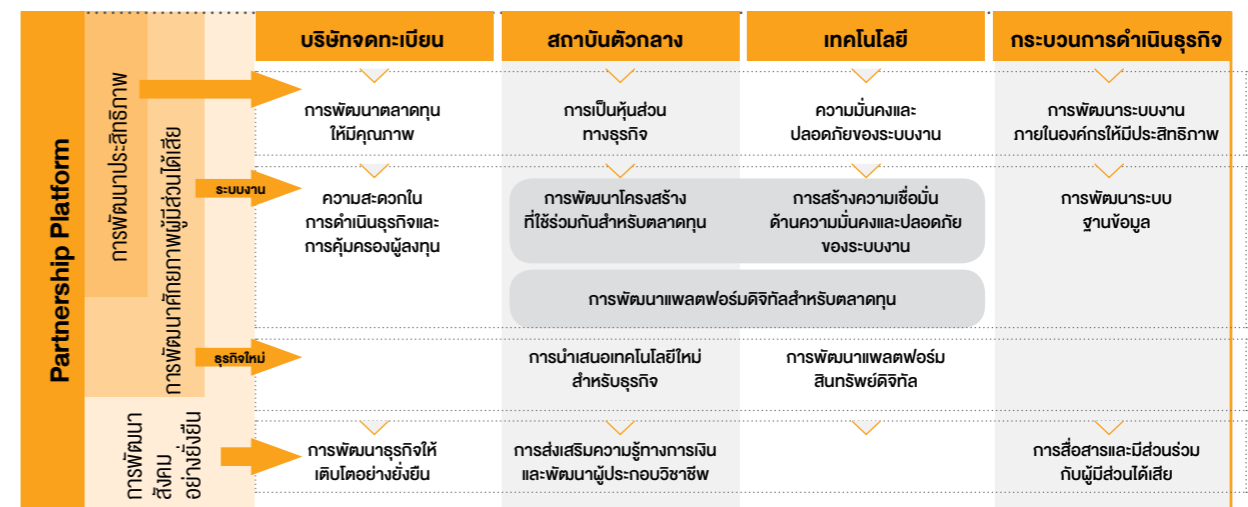 Partnership Platform
การพัฒนาประสิทธิภาพ
การพัฒนาศักยภาพผู้มีส่วนได้เสีย
การพัฒนา
สังคม
อย่างยั่งยืน
บริษัทจดทะเบียน
สถาบันตัวกลาง
เทคโนโลยี
กระบวนการดำเนินธุรกิจ
การพัฒนาตลาดทุน
ให้มีคุณภาพ
การเป็นหุ้นส่วน
ทางธุรกิจ
ความมั่นคงและ
ปลอดภัยของระบบงาน
การพัฒนาระบบงาน
ภายในองค์กรให้มีประสิทธิภาพ
ระบบงาน
ความสะดวกใน
การดำเนินธุรกิจและ
การคุ้มครองผู้ลงทุน
การพัฒนาโครงสร้าง
ที่ใช้ร่วมกันสำหรับตลาดทุน
การสร้างความเชื่อมั่น
ด้านความมั่นคงและปลอดภัย
ของระบบงาน
การพัฒนาระบบ
ฐานข้อมูล
การพัฒนาแพลตฟอร์มดิจิทัลสำหรับตลาดทุน
ธุรกิจใหม่
การนำเสนอเทคโนโลยีใหม่
สำหรับธุรกิจ
การพัฒนาแพลตฟอร์ม
สินทรัพย์ดิจิทัล
การพัฒนาธุรกิจให้
เติบโตอย่างยั่งยืน
การส่งเสริมความรู้ทางการเงิน
และพัฒนาผู้ประกอบวิชาชีพ
การสื่อสารและมีส่วนร่วม
กับผู้มีส่วนได้เสีย